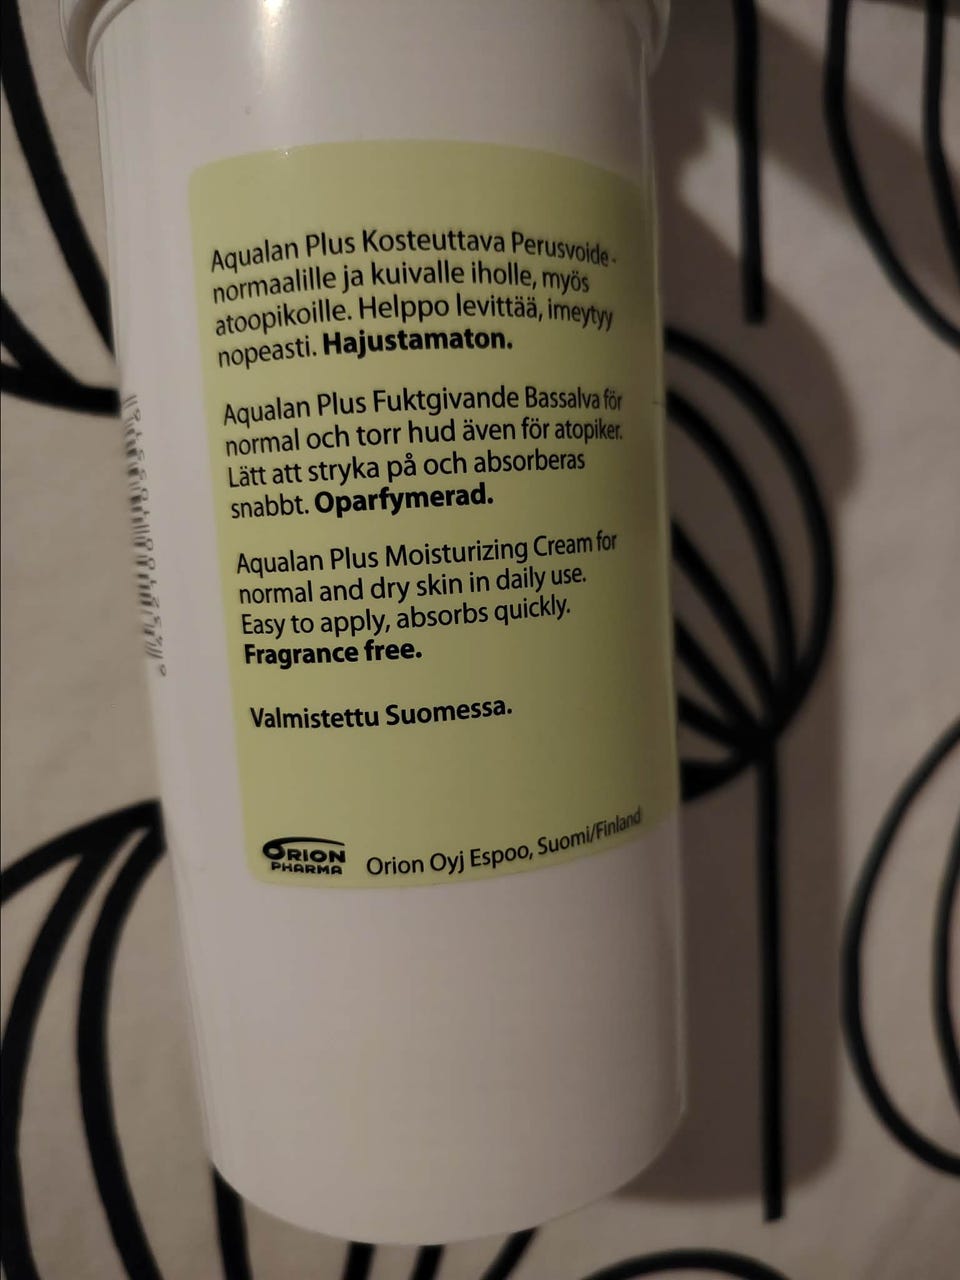 Aqualan Plus Kosteuttava Perusvoide -
normaalille ja kuivalle iholle, myös
atoopikoille. Helppo levittää, imeytyy
nopeasti. Hajustamaton.
Aqualan Plus Fuktgivande Bassalva för
normal och torr hud även för atopiker.
Lätt att stryka på och absorberas
snabbt. Oparfymerad.
Aqualan Plus Moisturizing Cream for
normal and dry skin in daily use.
Easy to apply, absorbs quickly.
Fragrance free.
Valmistettu Suomessa.
ORION
PHARMA
Orion Oyj Espoo, Suomi/Finland